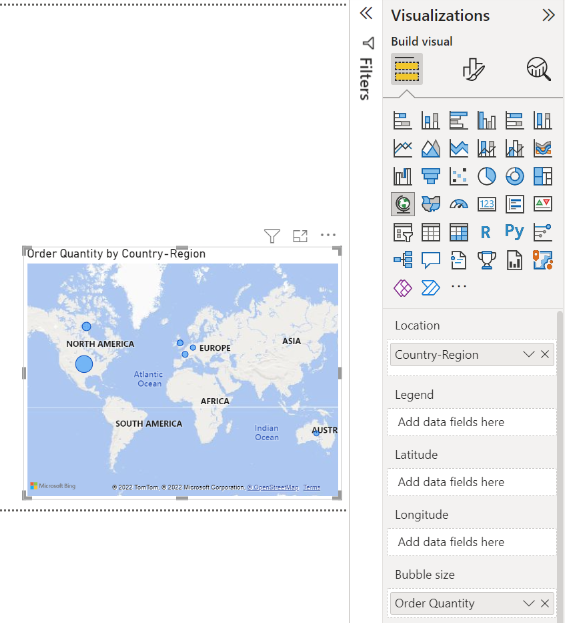 Visualizations
Build visual
Filters
123
R
Py
Order Quantity by Country-Region
NORTH AMERICA
EUROPE
ASIA
Atlantic
Ocean
AFRICA
SOUTH AMERICA
Indian
Ocean
AUSTR
Microsoft Bing
© 2022 TomTom, © 2022 Microsoft Corporation, © OpenStreetMap Terms
Location
Country-Region
Legend
Add data fields here
Latitude
Add data fields here
Longitude
Add data fields here
Bubble size
Order Quantity